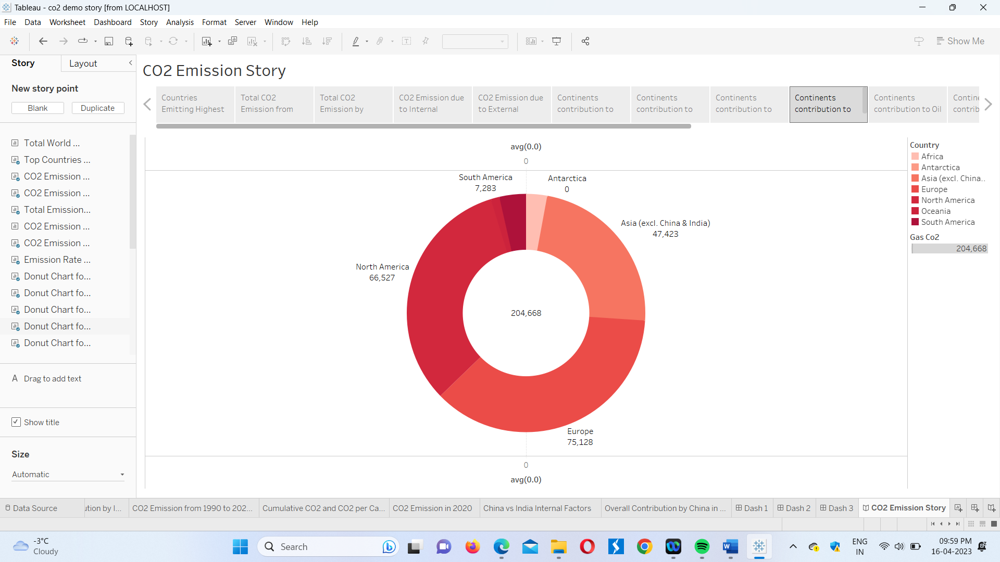 Tableau - co2 demo story [from LOCALHOST]
File Data Worksheet Dashboard Story Analysis Format Server Window Help
Show Me
Story
Layout
New story point
Blank
Duplicate
Total World ...
Top Countries ...
CO2 Emission ...
CO2 Emission ...
Total Emission...
CO2 Emission ...
CO2 Emission ...
Emission Rate ...
Donut Chart fo...
Donut Chart fo...
Donut Chart fo...
Donut Chart fo...
Donut Chart fo...
A Drag to add text
Show title
Size
Automatic
CO2 Emission Story
Countries
Emitting Highest
Total CO2
Emission from
Total CO2
Emission by
CO2 Emission due
to Internal
CO2 Emission due
to External
Continents
contribution to
Continents
contribution to
Continents
contribution to
Continents
contribution to
Continents
contribution to Oil
Contine
contrib
avg(0.0)
0
South America
7,283
Antarctica
0
Asia (excl. China & India)
47,423
North America
66,527
204,668
Europe
75,128
0
avg(0.0)
Country
Africa
Antarctica
Asia (excl. China..
Europe
North America
Oceania
South America
Gas Co2
204,668
Data Source
ution by I...
CO2 Emission from 1990 to 202...
Cumulative CO2 and CO2 per Ca...
CO2 Emission in 2020
China vs India Internal Factors
Overall Contribution by China in ...
Dash 1
Dash 2
Dash 3
CO2 Emission Story
-3°C
Cloudy
Search
ENG
IN
09:59 PM
16-04-2023